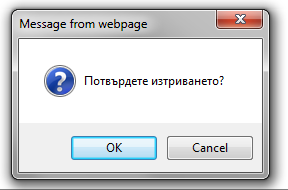 Message from webpage
Потвърдете изтриването?
OK
Cancel